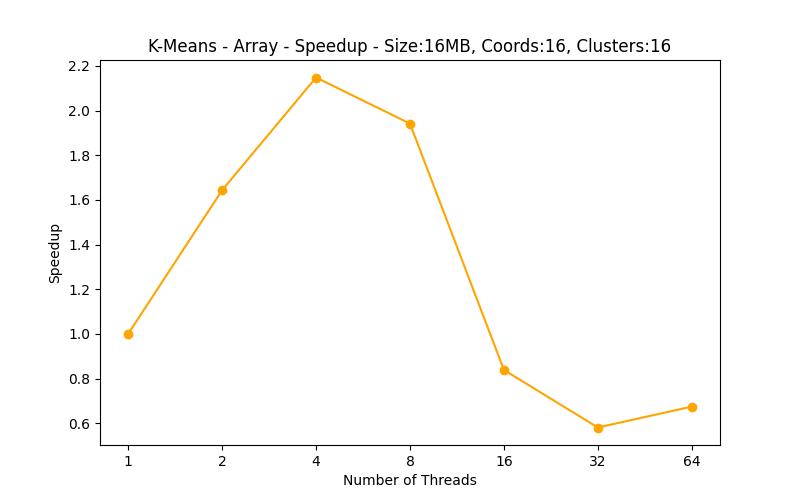 K-Means - Array - Speedup - Size:16MB, Coords:16, Clusters:16
2.2
2.0
1.8
1.6
1.4
1.2
1.0
0.8
0.6
Speedup
1 2 4 8 16 32 64
Number of Threads